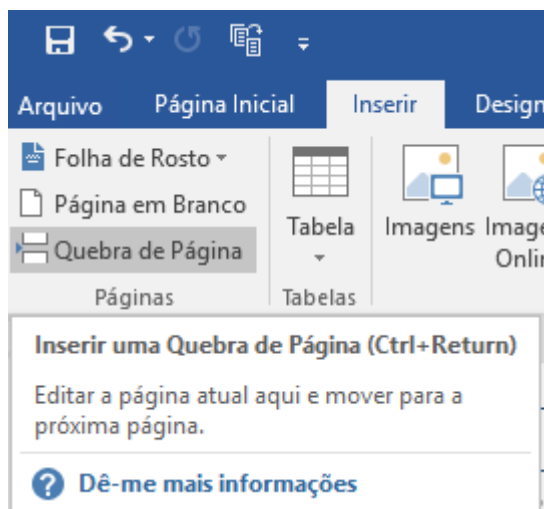 Arquivo Página Inicial Inserir Design
Folha de Rosto
Página em Branco
Quebra de Página
Páginas
Tabela
Tabelas
Imagens
Inserir uma Quebra de Página (Ctrl+Return)
Editar a página atual aqui e mover para a
próxima página.
Dê-me mais informações